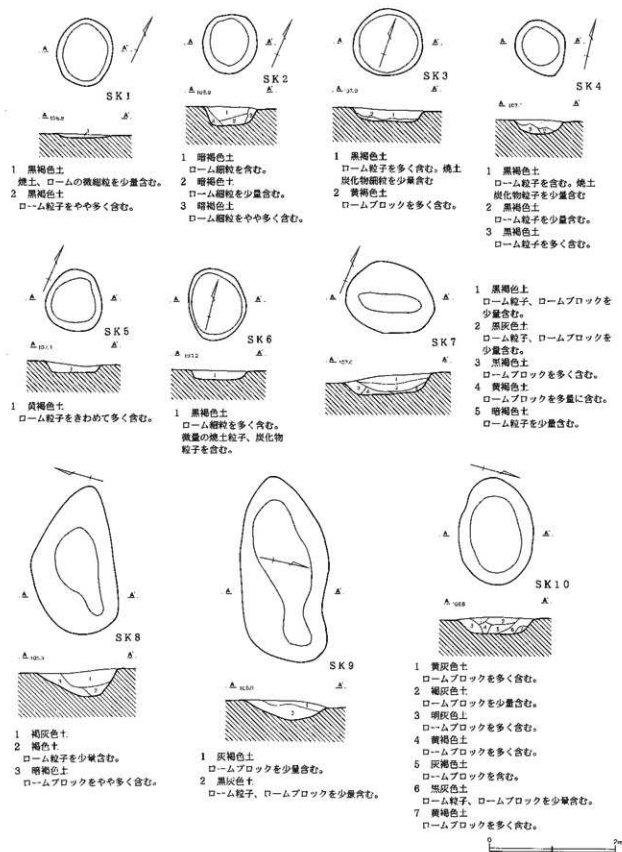 A A'
SK1
A A'
1 黒褐色土
焼土、ロームの微細粒を少量含む。
2 黒褐色土
ローム粒子をやや多く含む。
A A'
SK2
A A'
1 暗褐色土
ローム細粒を含む。
2 暗褐色土
ローム細粒を少量含む。
3 暗褐色土
ローム細粒をやや多く含む。
A A'
SK3
A A'
1 黒褐色土
ローム粒子を多く含む。焼土
炭化物細粒を少量含む
2 黄褐色土
ロームブロックを多く含む。
A A'
SK4
A A'
1 黒褐色土
ローム粒子を含む。焼土
炭化物粒子を少量含む
2 黒褐色土
ローム粒子を少量含む。
3 黒褐色土
ローム粒子を多く含む。
A A'
SK5
A A'
1 黄褐色土
ローム粒子をきわめて多く含む。
A A'
SK6
A A'
1 黒褐色土
ローム細粒を多く含む。
微量の焼土粒子、炭化物
粒子を含む。
A A'
SK7
A A'
1 黒褐色土
ローム粒子、ロームブロックを
少量含む。
2 黒灰色土
ローム粒子、ロームブロックを
少量含む。
3 黒褐色土
ロームブロックを多く含む。
4 黄褐色土
ロームブロックを多量に含む。
5 暗褐色土
ローム粒子を少量含む。
A A'
SK8
A A'
1 褐灰色土
2 褐色土
ローム粒子を少量含む。
3 暗褐色土
ロームブロックをやや多く含む。
A A'
SK9
A A'
1 灰褐色土
ロームブロックを少量含む。
2 黒灰色土
ローム粒子、ロームブロックを少量含む。
A A'
SK10
A A'
1 黄灰色土
ロームブロックを多く含む。
2 褐灰色土
ロームブロックを少量含む。
3 明灰色土
ロームブロックを多く含む。
4 黄褐色土
ロームブロックを多く含む。
5 灰褐色土
ロームブロックを含む。
6 黒灰色土
ローム粒子、ロームブロックを少量含む。
7 黄褐色土
ロームブロックを多く含む。
0 2m